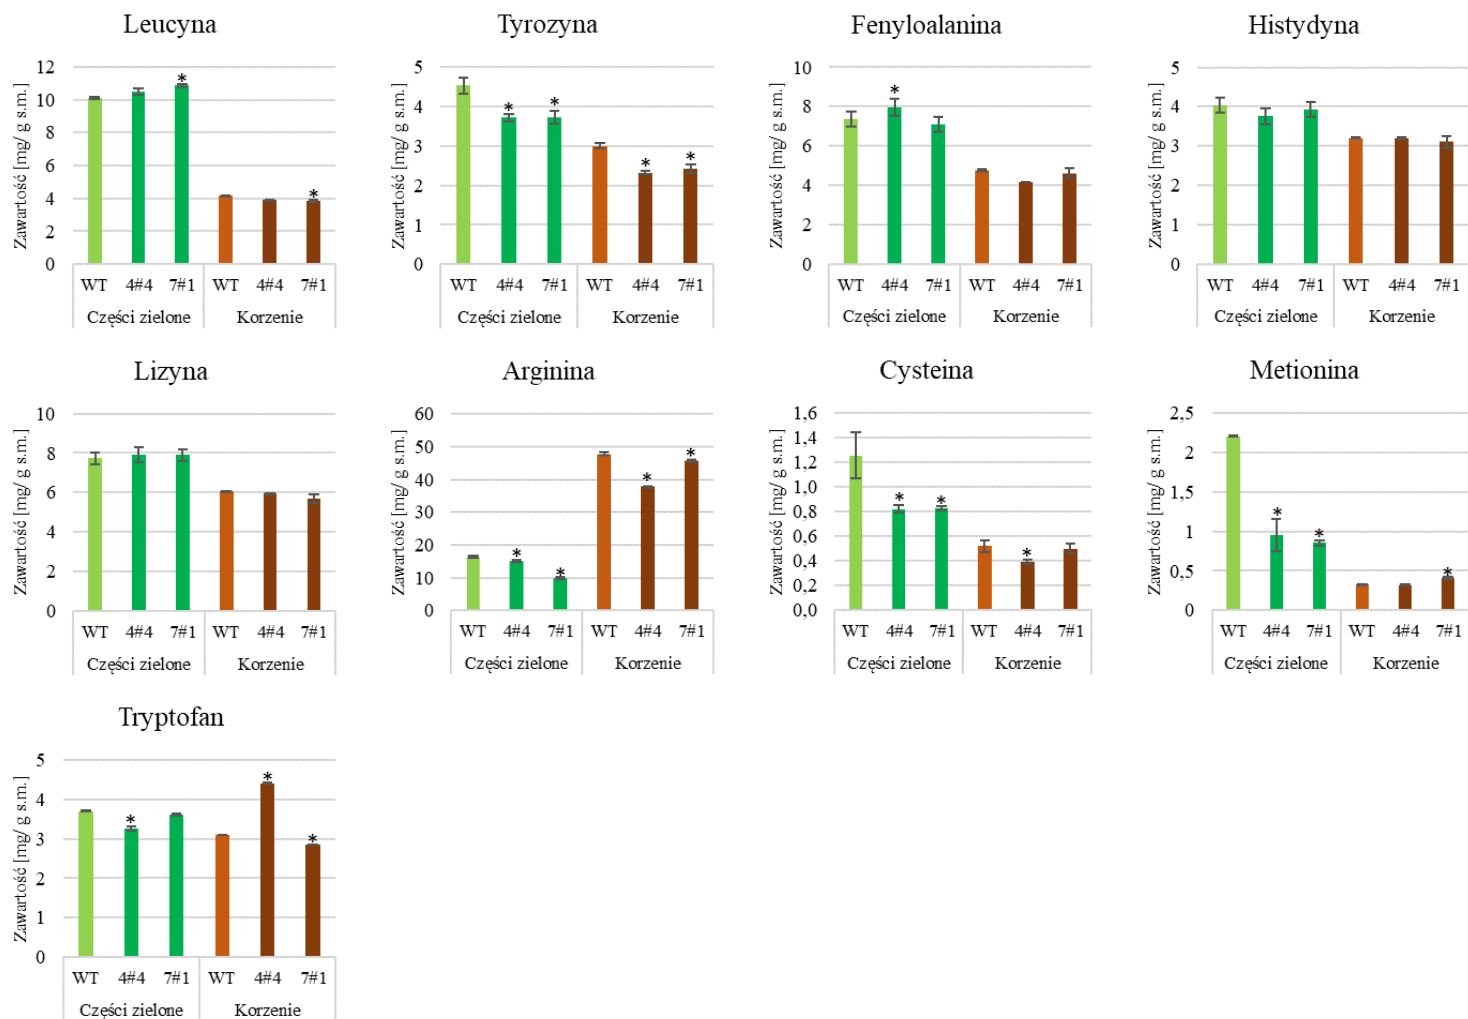 Leucyna
Zawartość [mg/ g s.m.]
12
10
8
6
4
2
0
*
*
WT 4#4 7#1 WT 4#4 7#1
Części zielone Korzenie
Tyrozyna
Zawartość [mg/ g s.m.]
5
4
3
2
1
0
* *
* *
WT 4#4 7#1 WT 4#4 7#1
Części zielone Korzenie
Fenyloalanina
Zawartość [mg/ g s.m.]
10
8
6
4
2
0
*
WT 4#4 7#1 WT 4#4 7#1
Części zielone Korzenie
Histydyna
Zawartość [mg/ g s.m.]
5
4
3
2
1
0
WT 4#4 7#1 WT 4#4 7#1
Części zielone Korzenie
Lizyna
Zawartość [mg/ g s.m.]
10
8
6
4
2
0
WT 4#4 7#1 WT 4#4 7#1
Części zielone Korzenie
Arginina
Zawartość [mg/ g s.m.]
60
50
40
30
20
10
0
* *
* *
WT 4#4 7#1 WT 4#4 7#1
Części zielone Korzenie
Cysteina
Zawartość [mg/ g s.m.]
1,6
1,4
1,2
1,0
0,8
0,6
0,4
0,2
0,0
* *
*
WT 4#4 7#1 WT 4#4 7#1
Części zielone Korzenie
Metionina
Zawartość [mg/ g s.m.]
2,5
2
1,5
1
0,5
0
* *
*
WT 4#4 7#1 WT 4#4 7#1
Części zielone Korzenie
Tryptofan
Zawartość [mg/ g s.m.]
5
4
3
2
1
0
*
* *
WT 4#4 7#1 WT 4#4 7#1
Części zielone Korzenie